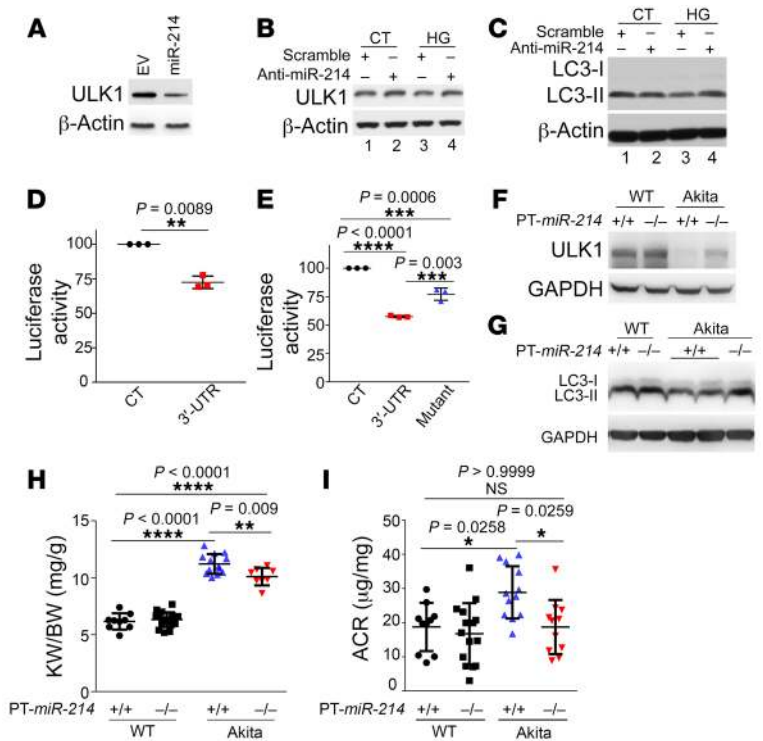 A
EV
miR-214
ULK1
β-Actin
B
CT HG
Scramble + – + –
Anti-miR-214 – + – +
ULK1
β-Actin
1 2 3 4
C
CT HG
Scramble + – + –
Anti-miR-214 – + – +
LC3-I
LC3-II
β-Actin
1 2 3 4
D
P = 0.0089
**
100
75
50
25
0
Luciferase
activity
CT
3′-UTR
E
P = 0.0006
***
P < 0.0001
****
P = 0.003
***
100
75
50
25
0
Luciferase
activity
CT
3′-UTR
Mutant
F
WT Akita
PT-miR-214 +/+ –/– +/+ –/–
ULK1
GAPDH
G
WT Akita
PT-miR-214 +/+ –/– +/+ –/–
LC3-I
LC3-II
GAPDH
H
P < 0.0001
****
P < 0.0001
****
P = 0.009
**
15
10
5
0
KW/BW (mg/g)
PT-miR-214 +/+ –/– +/+ –/–
WT Akita
I
P > 0.9999
NS
P = 0.0258
*
P = 0.0259
*
50
40
30
20
10
0
ACR (µg/mg)
PT-miR-214 +/+ –/– +/+ –/–
WT Akita